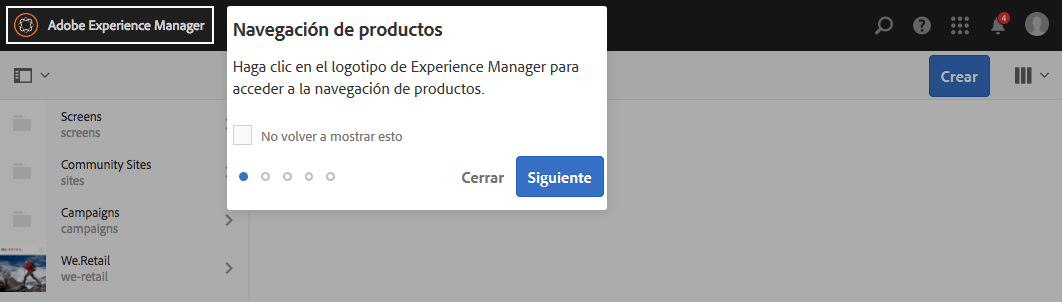 Adobe Experience Manager
Navegación de productos
4
Haga clic en el logotipo de Experience Manager para
acceder a la navegación de productos.
Crear
Screens
screens
No volver a mostrar esto
Community Sites
sites
Cerrar
Siguiente
Campaigns
campaigns
We.Retail
we-retail